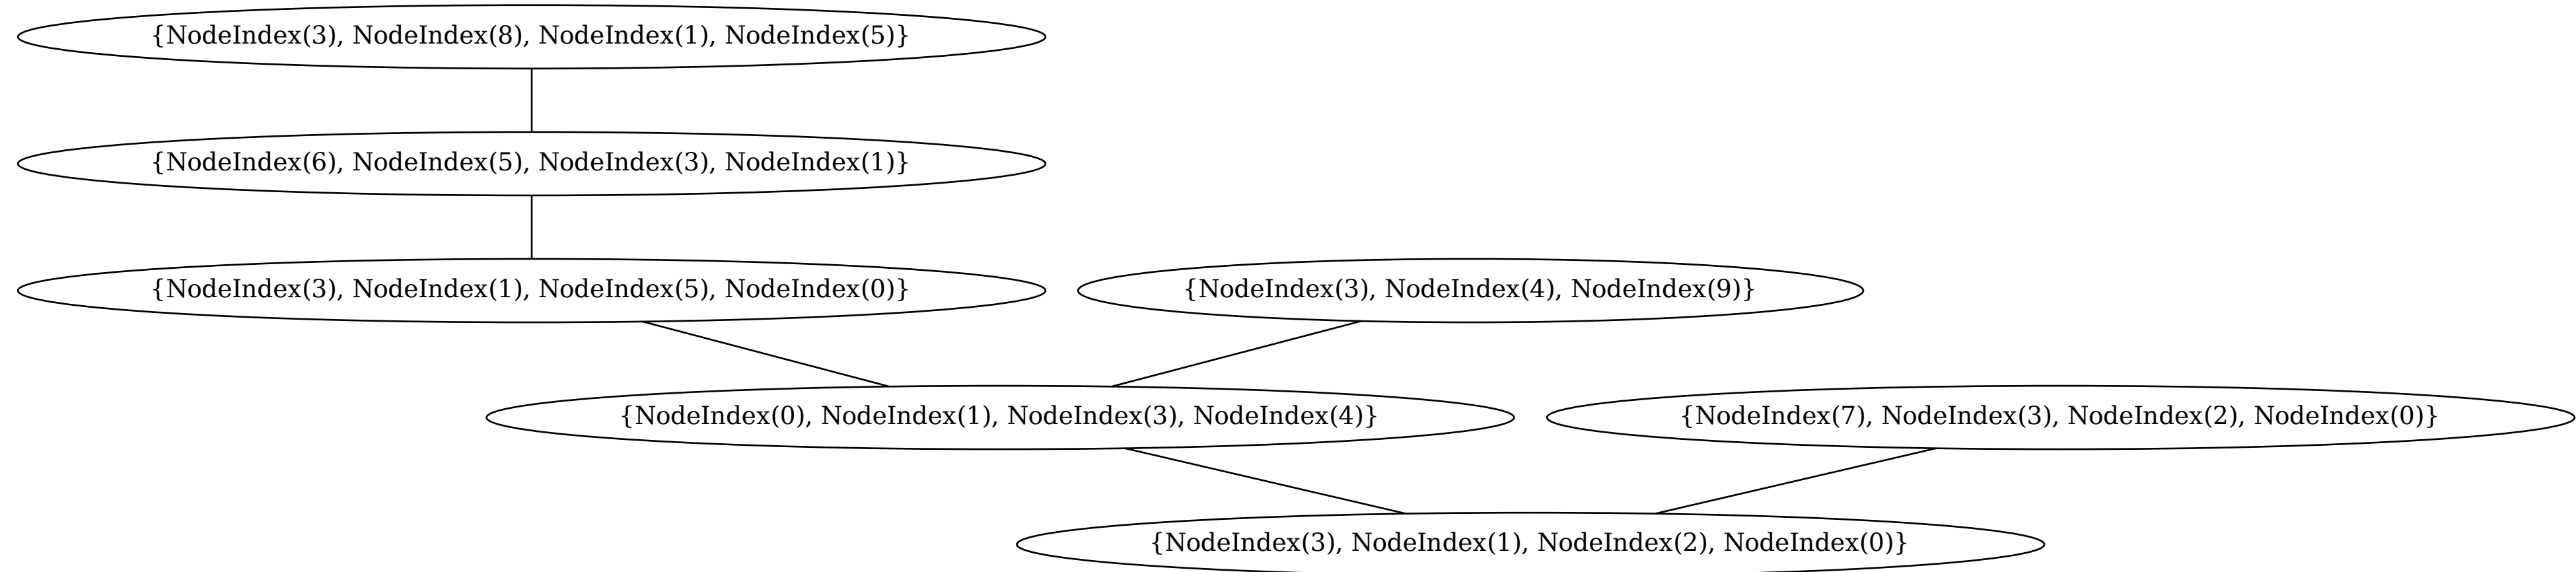 {NodeIndex(3), NodeIndex(8), NodeIndex(1), NodeIndex(5)}
{NodeIndex(6), NodeIndex(5), NodeIndex(3), NodeIndex(1)}
{NodeIndex(3), NodeIndex(1), NodeIndex(5), NodeIndex(0)}
{NodeIndex(3), NodeIndex(4), NodeIndex(9)}
{NodeIndex(0), NodeIndex(1), NodeIndex(3), NodeIndex(4)}
{NodeIndex(7), NodeIndex(3), NodeIndex(2), NodeIndex(0)}
{NodeIndex(3), NodeIndex(1), NodeIndex(2), NodeIndex(0)}